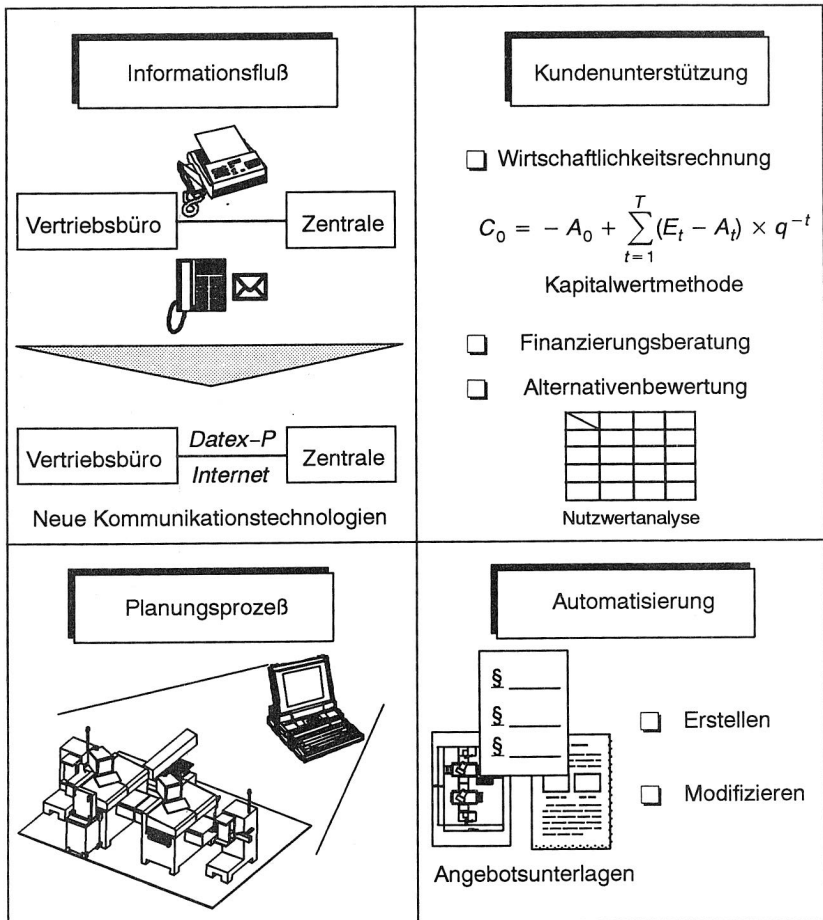 Informationsfluß
Vertriebsbüro
Zentrale
Vertriebsbüro
Datex-P
Internet
Zentrale
Neue Kommunikationstechnologien
Kundenunterstützung
Wirtschaftlichkeitsrechnung
C₀ = − A₀ + ∑ₜ₌₁ᵀ (Eₜ − Aₜ) × q⁻ᵗ
Kapitalwertmethode
Finanzierungsberatung
Alternativenbewertung
Nutzwertanalyse
Planungsprozeß
Automatisierung
§
§
§
Erstellen
Modifizieren
Angebotsunterlagen